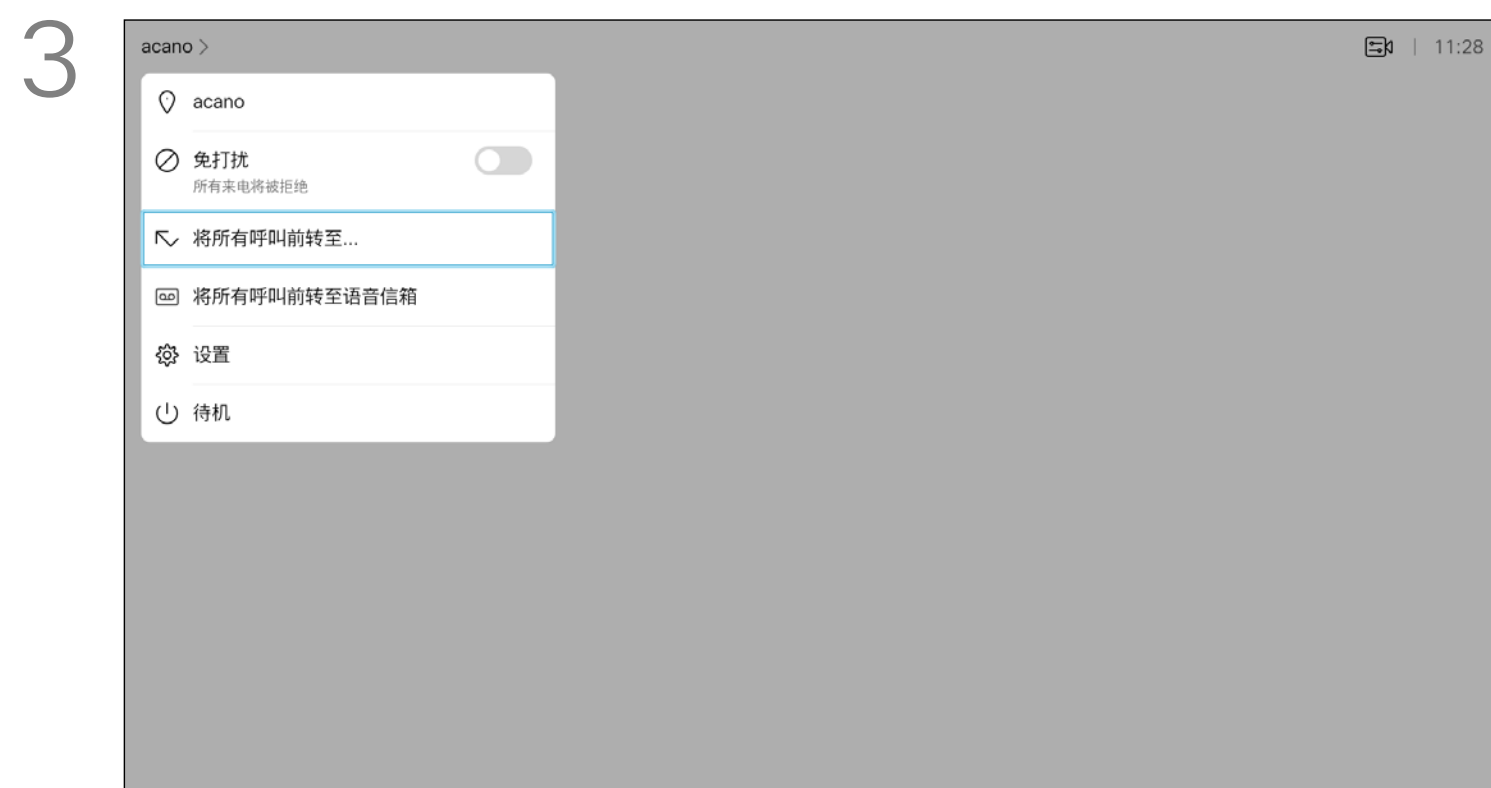 3
acano >
11:28
acano
免打扰
所有来电将被拒绝
将所有呼叫前转至...
将所有呼叫前转至语音信箱
设置
待机